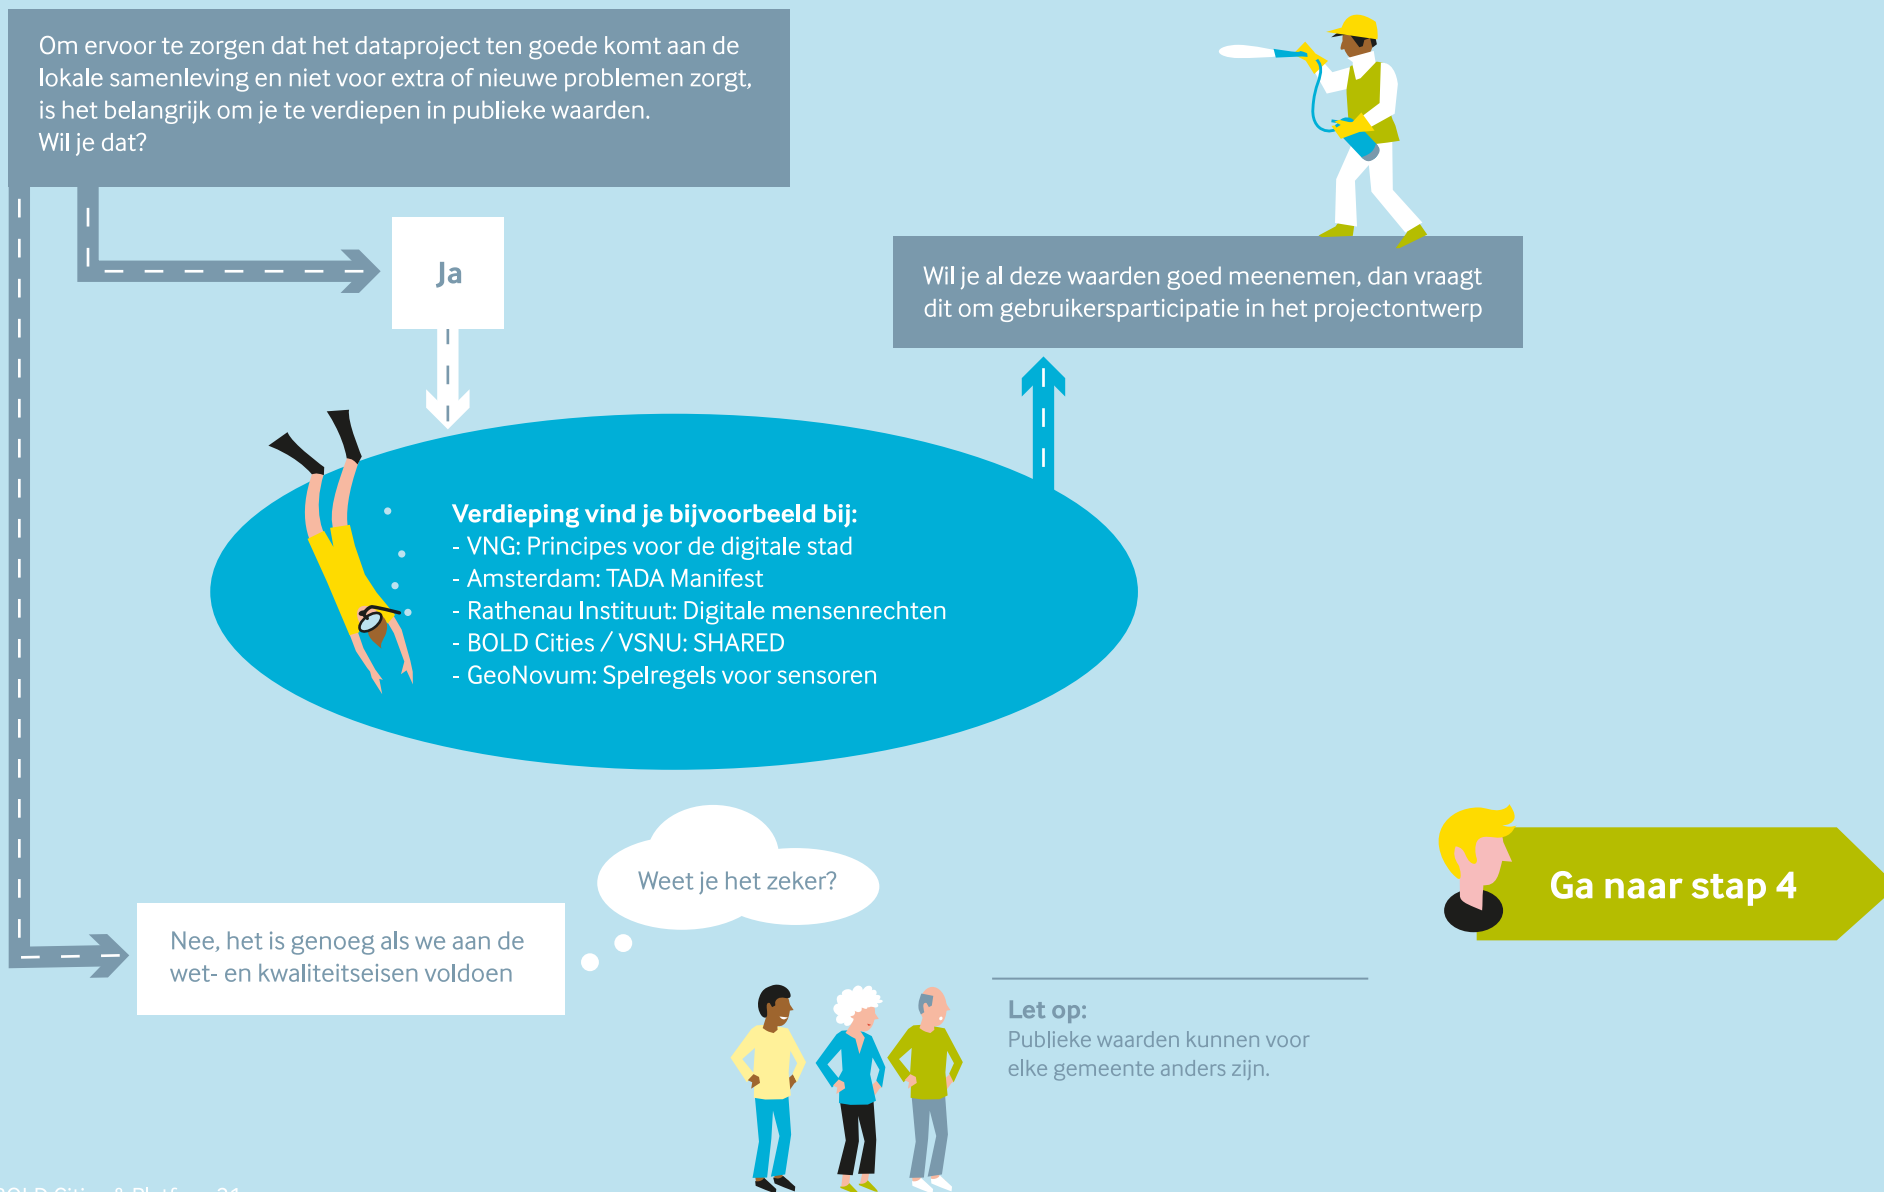 Om ervoor te zorgen dat het dataproject ten goede komt aan de
lokale samenleving en niet voor extra of nieuwe problemen zorgt,
is het belangrijk om je te verdiepen in publieke waarden.
Wil je dat?
Ja
Wil je al deze waarden goed meenemen, dan vraagt
dit om gebruikersparticipatie in het projectontwerp
Verdieping vind je bijvoorbeeld bij:
- VNG: Principes voor de digitale stad
- Amsterdam: TADA Manifest
- Rathenau Instituut: Digitale mensenrechten
- BOLD Cities / VSNU: SHARED
- GeoNovum: Spelregels voor sensoren
Weet je het zeker?
Nee, het is genoeg als we aan de
wet- en kwaliteitseisen voldoen
Ga naar stap 4
Let op:
Publieke waarden kunnen voor
elke gemeente anders zijn.